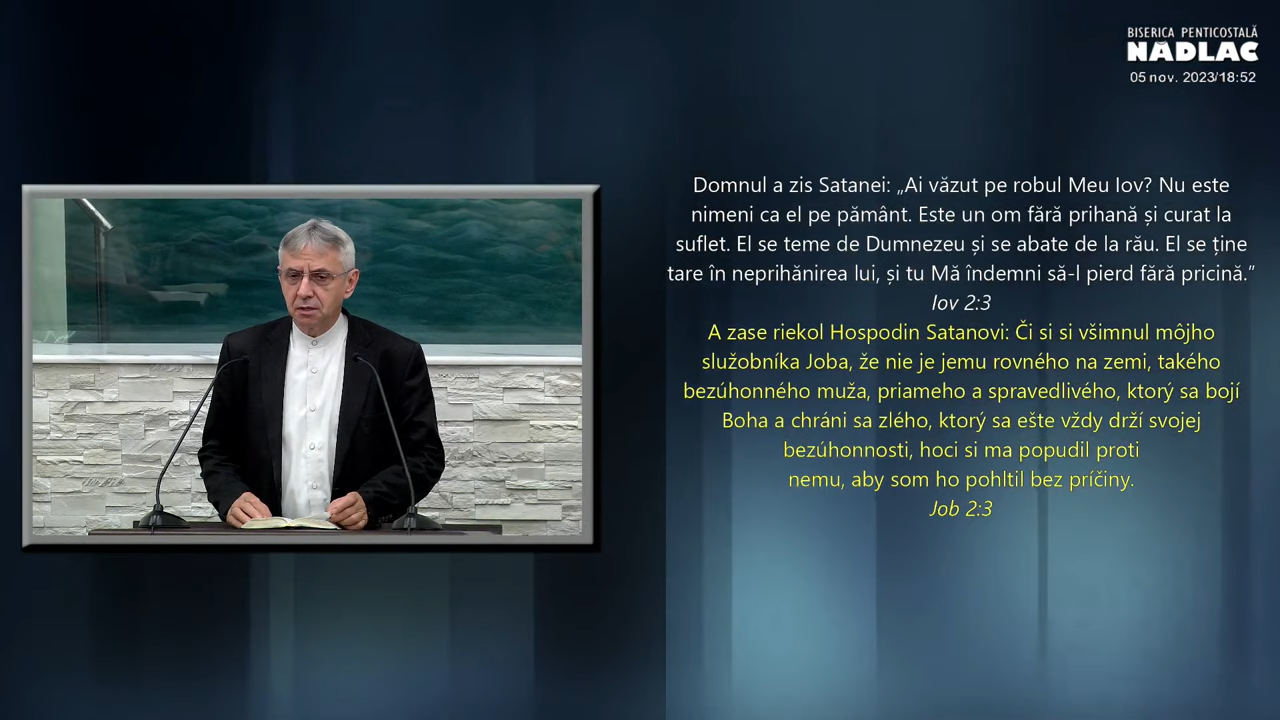 BISERICA PENTICOSTALĂ
NĂDLAC
05 nov. 2023/18:52
Domnul a zis Satanei: „Ai văzut pe robul Meu Iov? Nu este
nimeni ca el pe pământ. Este un om fără prihană și curat la
suflet. El se teme de Dumnezeu și se abate de la rău. El se ține
tare în neprihănirea lui, și tu Mă îndemni să-l pierd fără pricină.”
Iov 2:3
A zase riekol Hospodin Satanovi: Či si si všimnul môjho
služobníka Joba, že nie je jemu rovného na zemi, takého
bezúhonného muža, priameho a spravedlivého, ktorý sa bojí
Boha a chráni sa zlého, ktorý sa ešte vždy drží svojej
bezúhonnosti, hoci si ma popudil proti
nemu, aby som ho pohltil bez príčiny.
Job 2:3